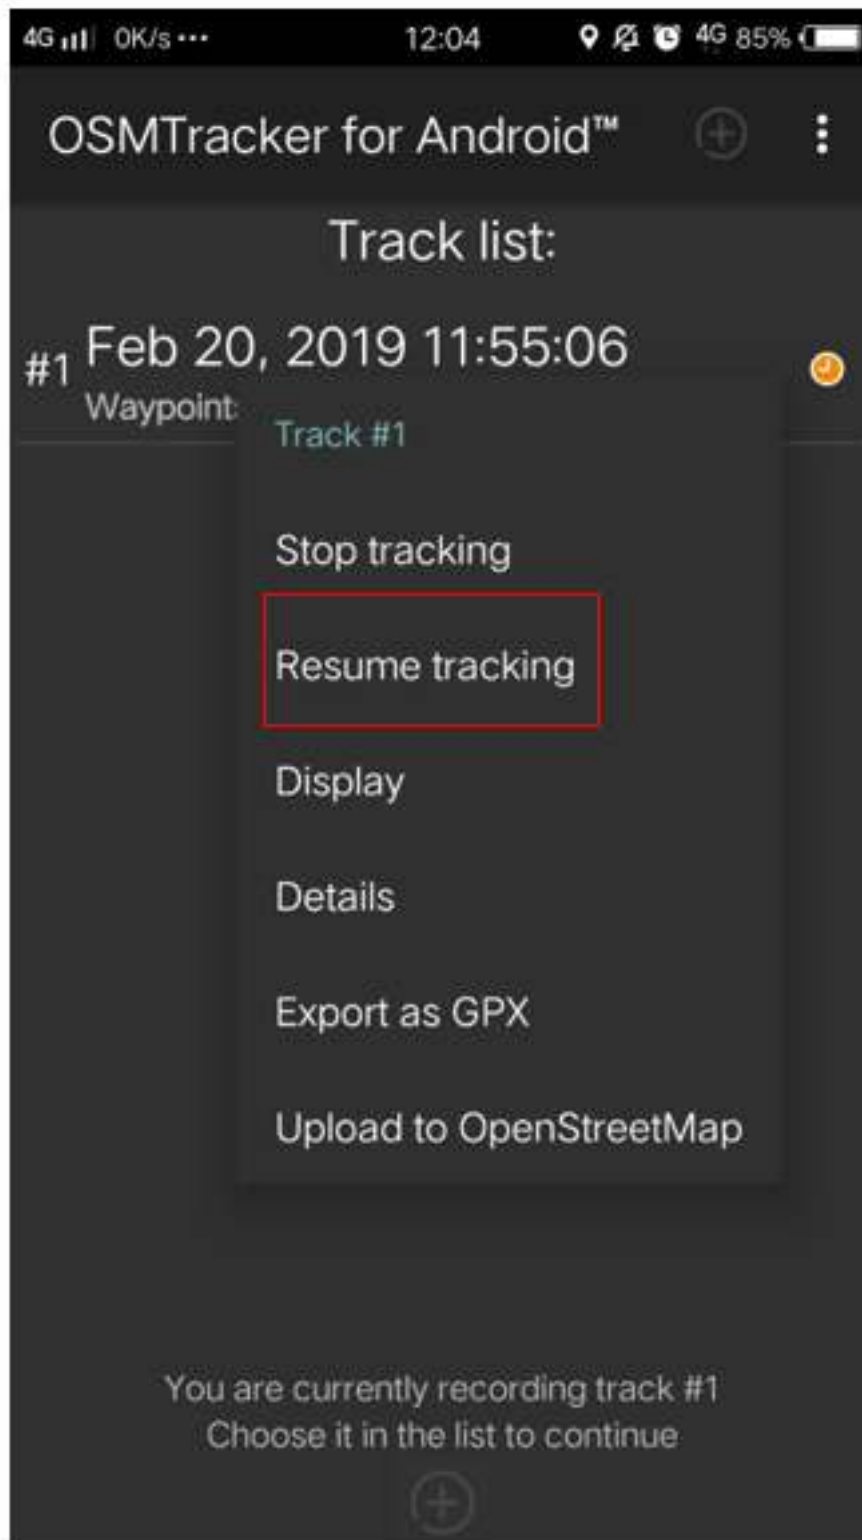 4G 0K/s ••• 12:04 4G 85%
OSMTracker for Android™
Track list:
#1 Feb 20, 2019 11:55:06
Track #1
Stop tracking
Resume tracking
Display
Details
Export as GPX
Upload to OpenStreetMap
You are currently recording track #1
Choose it in the list to continue